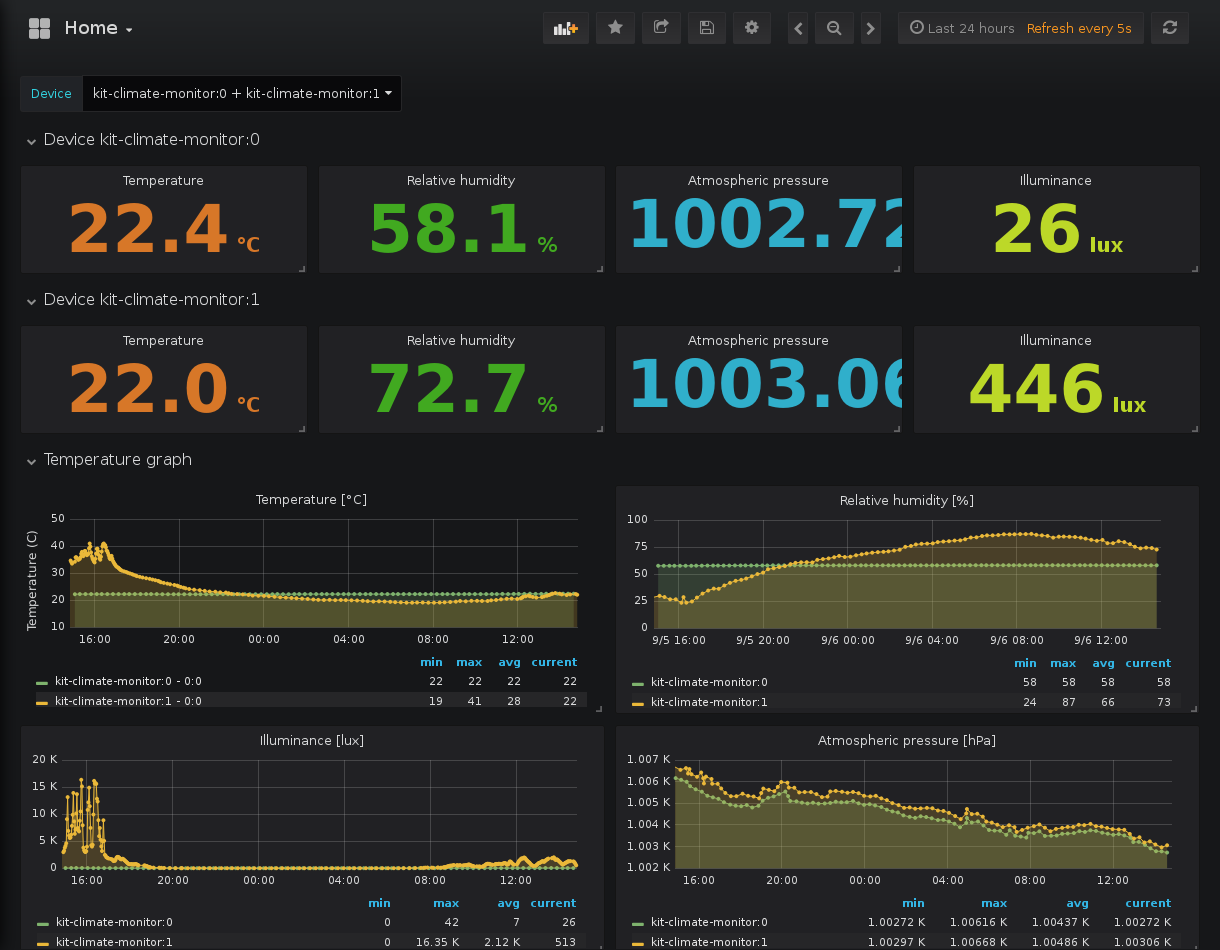 Home
Last 24 hours Refresh every 5s
Device kit-climate-monitor:0 + kit-climate-monitor:1
Device kit-climate-monitor:0
Temperature Relative humidity Atmospheric pressure Illuminance
22.4 °C 58.1 % 1002.72 26 lux
Device kit-climate-monitor:1
Temperature Relative humidity Atmospheric pressure Illuminance
22.0 °C 72.7 % 1003.06 446 lux
Temperature graph
Temperature [°C]
Temperature (C)
50
40
30
20
10
16:00 20:00 00:00 04:00 08:00 12:00
min max avg current
kit-climate-monitor:0 - 0:0 22 22 22 22
kit-climate-monitor:1 - 0:0 19 41 28 22
Relative humidity [%]
100
75
50
25
0
9/5 16:00 9/5 20:00 9/6 00:00 9/6 04:00 9/6 08:00 9/6 12:00
min max avg current
kit-climate-monitor:0 58 58 58 58
kit-climate-monitor:1 24 87 66 73
Illuminance [lux]
20 K
15 K
10 K
5 K
0
16:00 20:00 00:00 04:00 08:00 12:00
min max avg current
kit-climate-monitor:0 0 42 7 26
kit-climate-monitor:1 0 16.35 K 2.12 K 513
Atmospheric pressure [hPa]
1.007 K
1.006 K
1.005 K
1.004 K
1.003 K
1.002 K
16:00 20:00 00:00 04:00 08:00 12:00
min max avg current
kit-climate-monitor:0 1.00272 K 1.00616 K 1.00437 K 1.00272 K
kit-climate-monitor:1 1.00297 K 1.00668 K 1.00486 K 1.00306 K